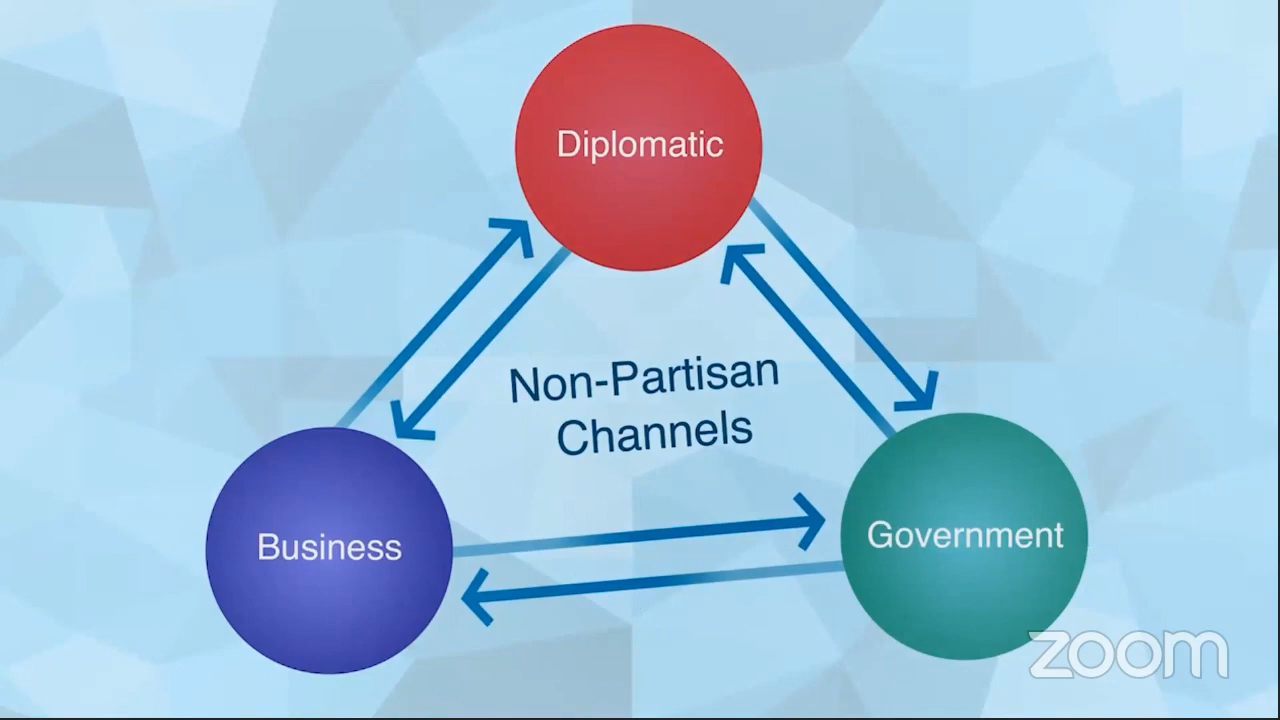 Diplomatic
Non-Partisan
Channels
Business
Government
zoom